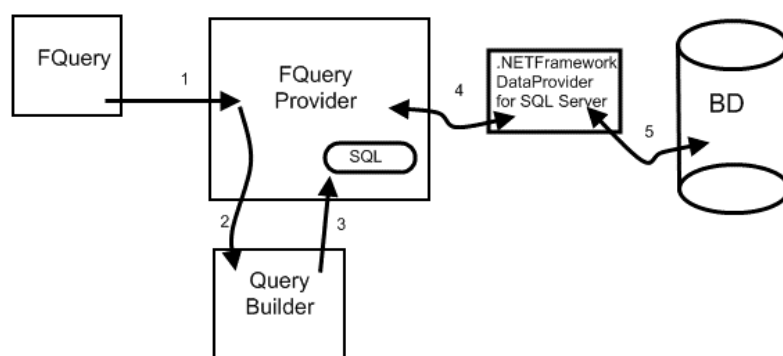 FQuery
1
FQuery
Provider
SQL
4
.NETFramework
DataProvider
for SQL Server
5
BD
2
3
Query
Builder